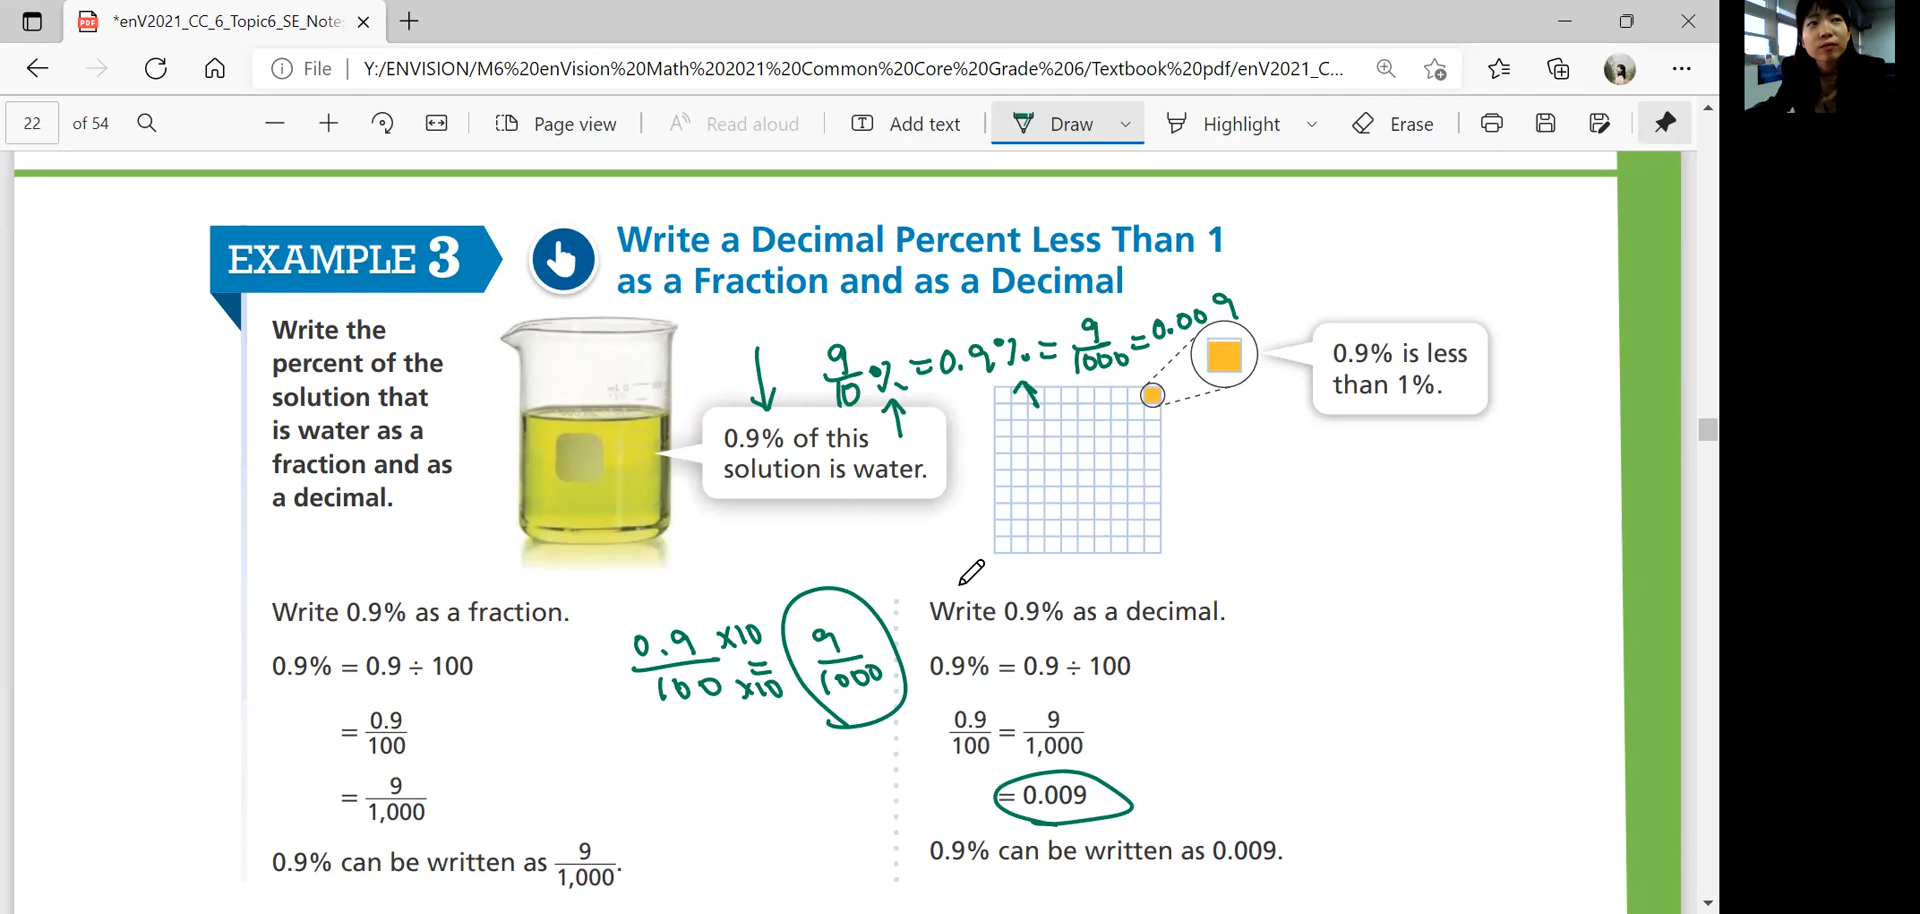 *enV2021_CC_6_Topic6_SE_Note
File
Y:/ENVISION/M6%20enVision%20Math%202021%20Common%20Core%20Grade%206/Textbook%20pdf/enV2021_C...
22 of 54
Page view
Read aloud
Add text
Draw
Highlight
Erase
EXAMPLE 3
Write a Decimal Percent Less Than 1
as a Fraction and as a Decimal
Write the
percent of the
solution that
is water as a
fraction and as
a decimal.
9/10 % = 0.9% = 9/1000 = 0.009
0.9% of this
solution is water.
0.9% is less
than 1%.
Write 0.9% as a fraction.
0.9% = 0.9 ÷ 100
= 0.9/100
= 9/1,000
0.9% can be written as 9/1,000.
0.9 ×10 / 100 ×10 = 9/1000
Write 0.9% as a decimal.
0.9% = 0.9 ÷ 100
0.9/100 = 9/1,000
= 0.009
0.9% can be written as 0.009.